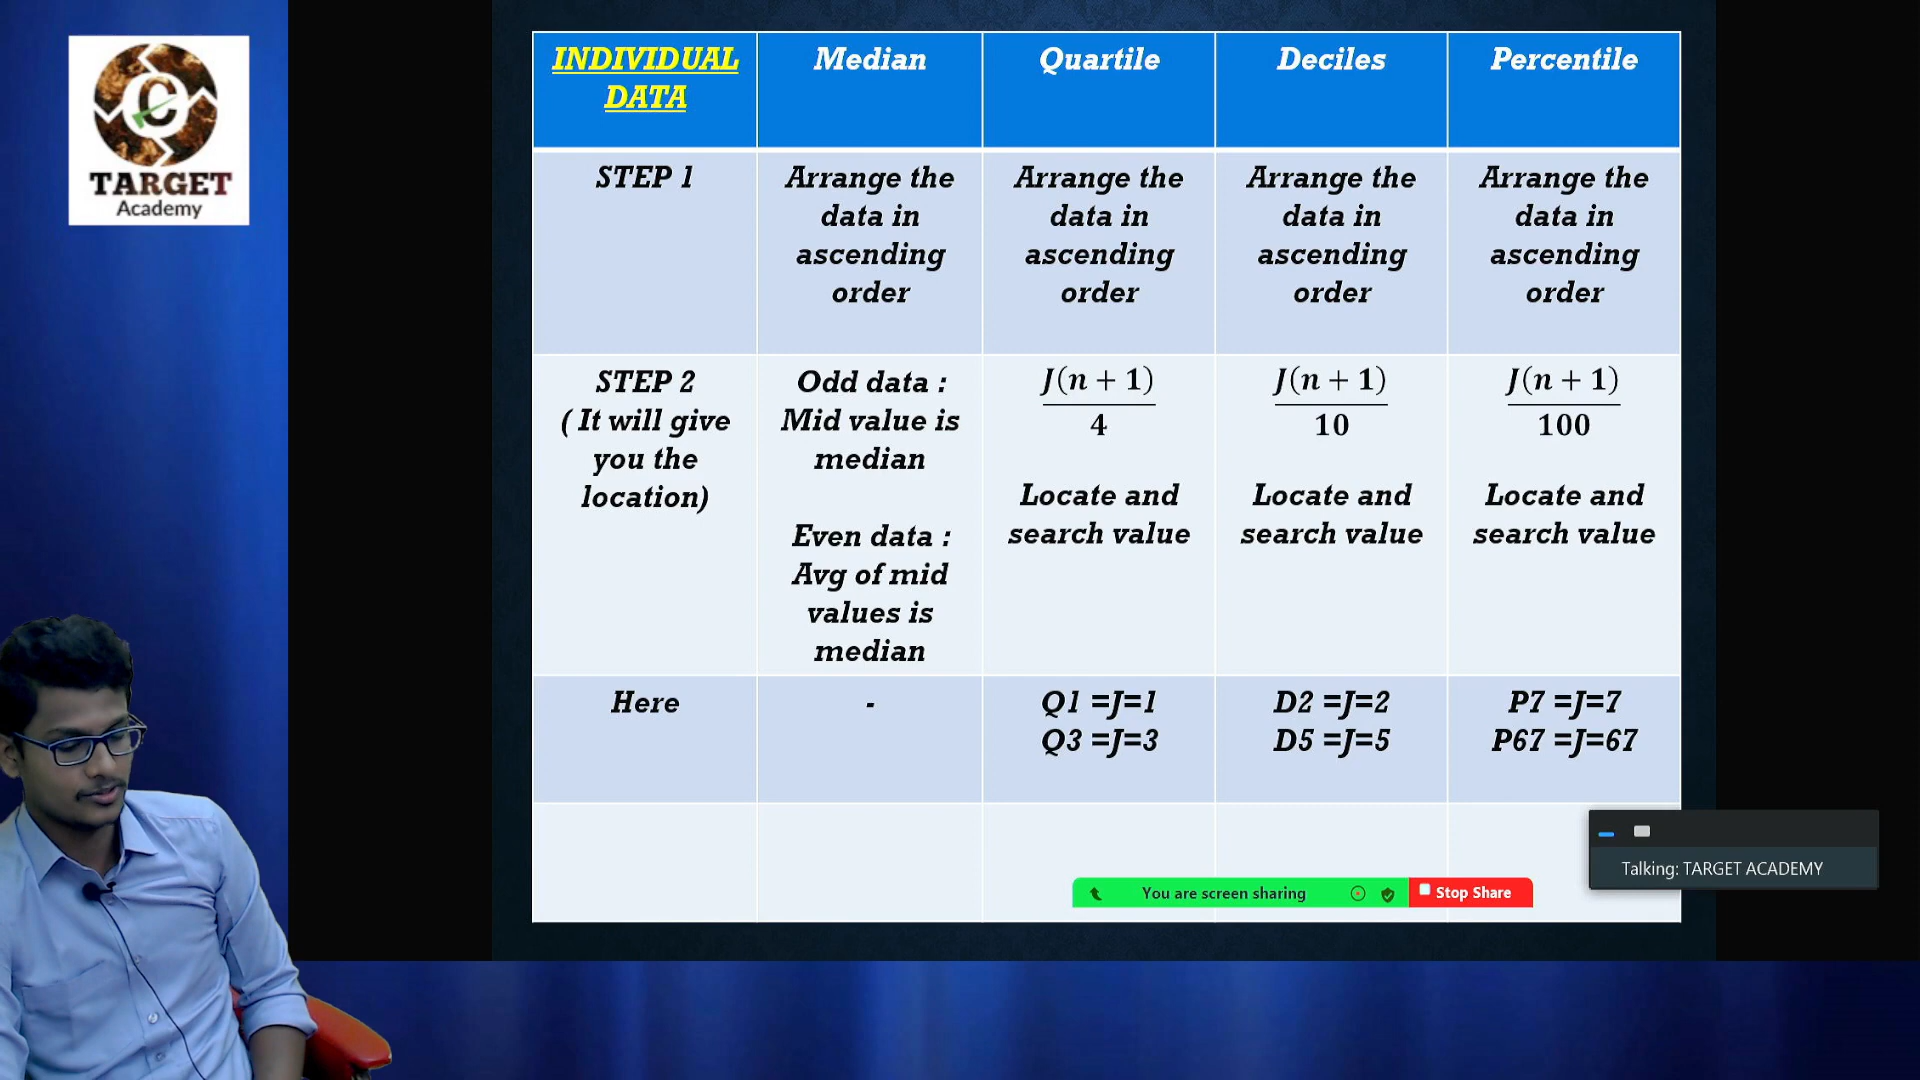 C
TARGET
Academy
INDIVIDUAL
DATA
Median
Quartile
Deciles
Percentile
STEP 1
Arrange the
data in
ascending
order
Arrange the
data in
ascending
order
Arrange the
data in
ascending
order
Arrange the
data in
ascending
order
STEP 2
( It will give
you the
location)
Odd data :
Mid value is
median
Even data :
Avg of mid
values is
median
J(n + 1)
4
Locate and
search value
J(n + 1)
10
Locate and
search value
J(n + 1)
100
Locate and
search value
Here
-
Q1 =J=1
Q3 =J=3
D2 =J=2
D5 =J=5
P7 =J=7
P67 =J=67
Talking: TARGET ACADEMY
You are screen sharing
Stop Share